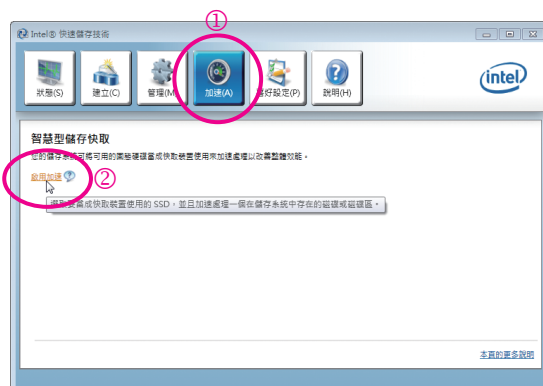 ①
Intel® 快速儲存技術
狀態(S) 建立(C) 管理(M 加速(A) 好設定(P) 說明(H)
intel
智慧型儲存快取
您的儲存系統可將可用的固態硬碟當成快取裝置使用來加速處理以改善整體效能。
啟用加速 ②
選取要當成快取裝置使用的 SSD，並且加速處理一個在儲存系統中存在的磁碟或磁碟區。
本頁的更多說明